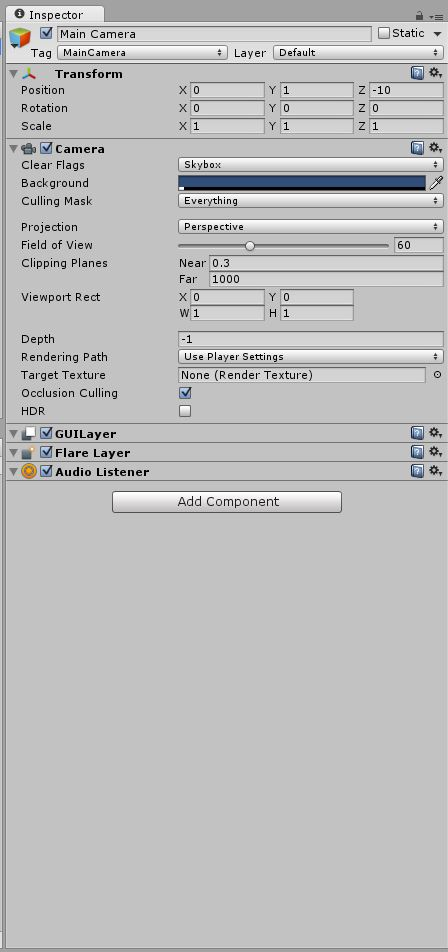 Inspector
Main Camera Static
Tag MainCamera Layer Default
Transform
Position X 0 Y 1 Z -10
Rotation X 0 Y 0 Z 0
Scale X 1 Y 1 Z 1
Camera
Clear Flags Skybox
Background
Culling Mask Everything
Projection Perspective
Field of View 60
Clipping Planes Near 0.3
Far 1000
Viewport Rect X 0 Y 0
W 1 H 1
Depth -1
Rendering Path Use Player Settings
Target Texture None (Render Texture)
Occlusion Culling
HDR
GUILayer
Flare Layer
Audio Listener
Add Component